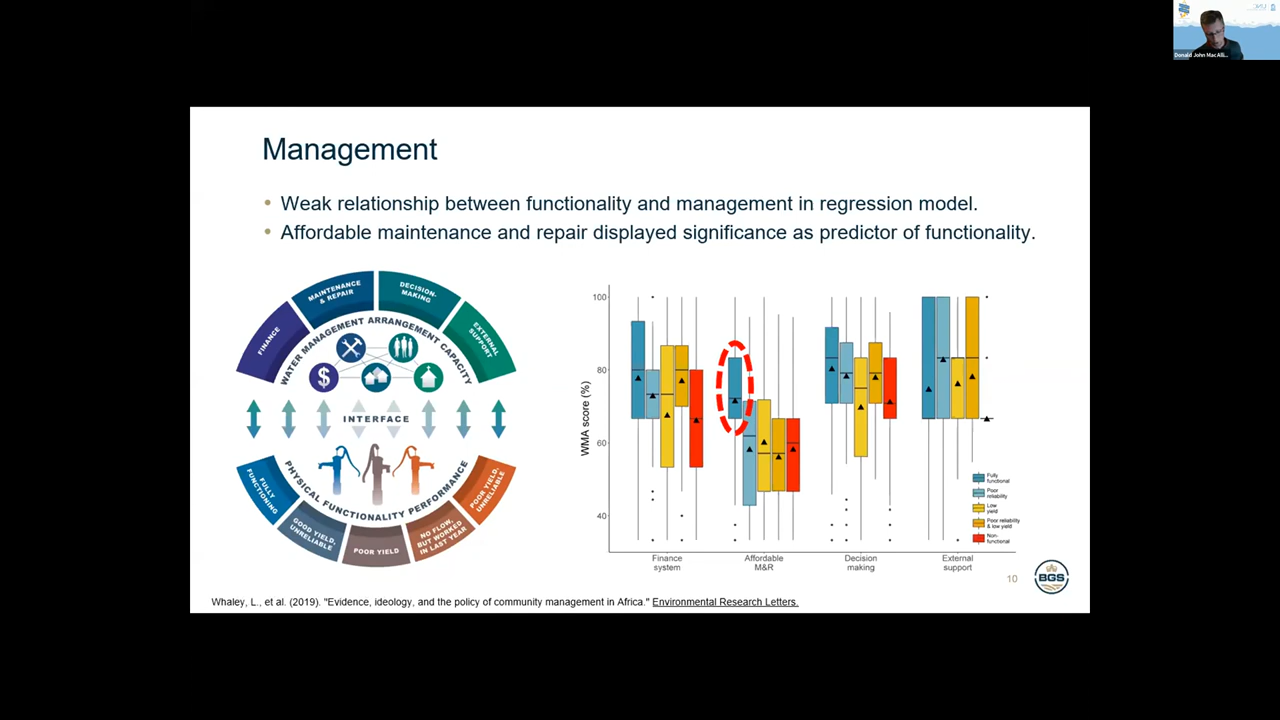 Donald John MacAlli...
Management
• Weak relationship between functionality and management in regression model.
• Affordable maintenance and repair displayed significance as predictor of functionality.
FINANCE
MAINTENANCE
& REPAIR
DECISION-
MAKING
EXTERNAL
SUPPORT
WATER MANAGEMENT ARRANGEMENT CAPACITY
$
INTERFACE
PHYSICAL FUNCTIONALITY PERFORMANCE
FULLY
FUNCTIONING
GOOD YIELD,
UNRELIABLE
POOR YIELD
NO FLOW,
BUT WORKED
IN LAST YEAR
POOR YIELD,
UNRELIABLE
WMA score (%)
100
80
60
40
Finance
system
Affordable
M&R
Decision
making
External
support
Fully
functional
Poor
reliability
Low
yield
Poor reliability
& low yield
Non-
functional
10
BGS
Whaley, L., et al. (2019). "Evidence, ideology, and the policy of community management in Africa." Environmental Research Letters.